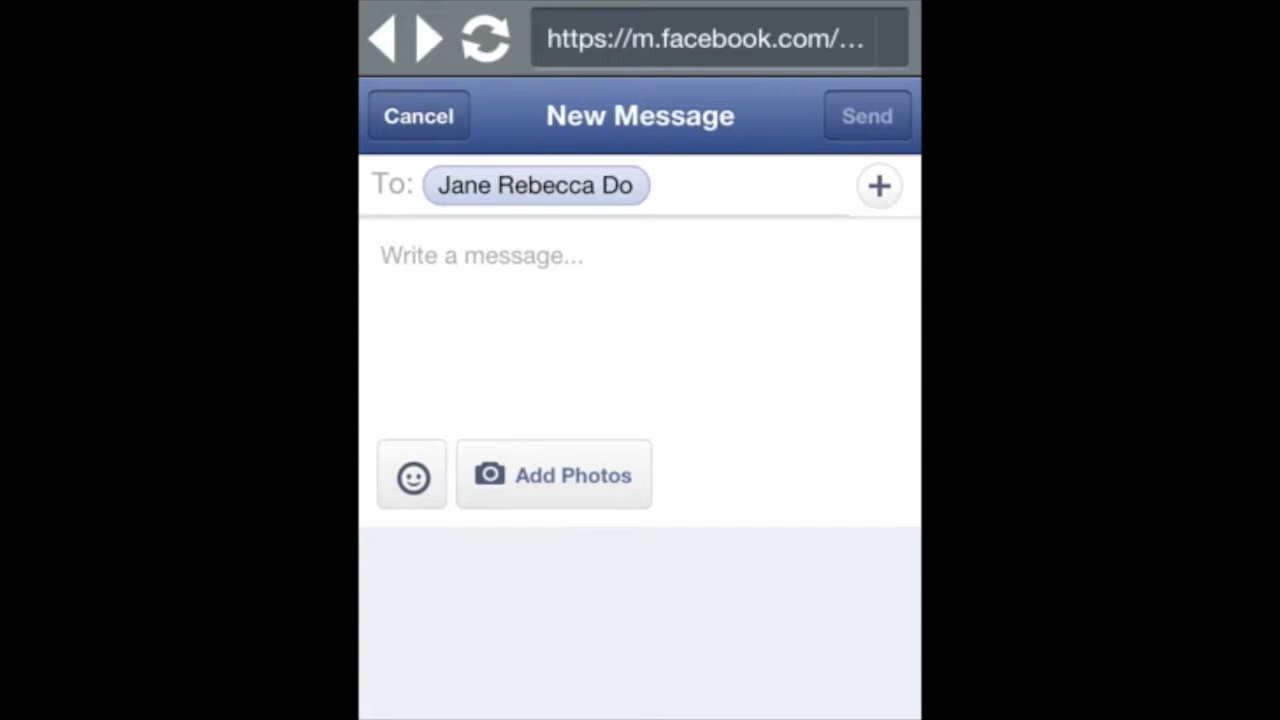 https://m.facebook.com/...
Cancel New Message Send
To: Jane Rebecca Do
Write a message...
Add Photos